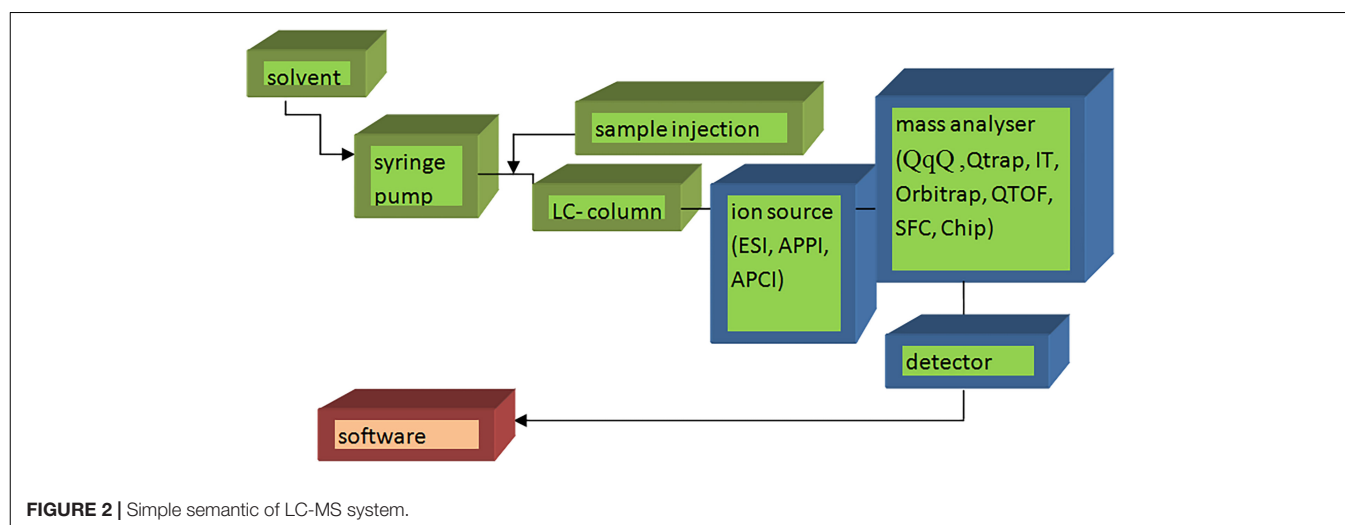 solvent
syringe
pump
sample injection
LC- column
ion source
(ESI, APPI,
APCI)
mass analyser
(QqQ ,Qtrap, IT,
Orbitrap, QTOF,
SFC, Chip)
detector
software
FIGURE 2 | Simple semantic of LC-MS system.